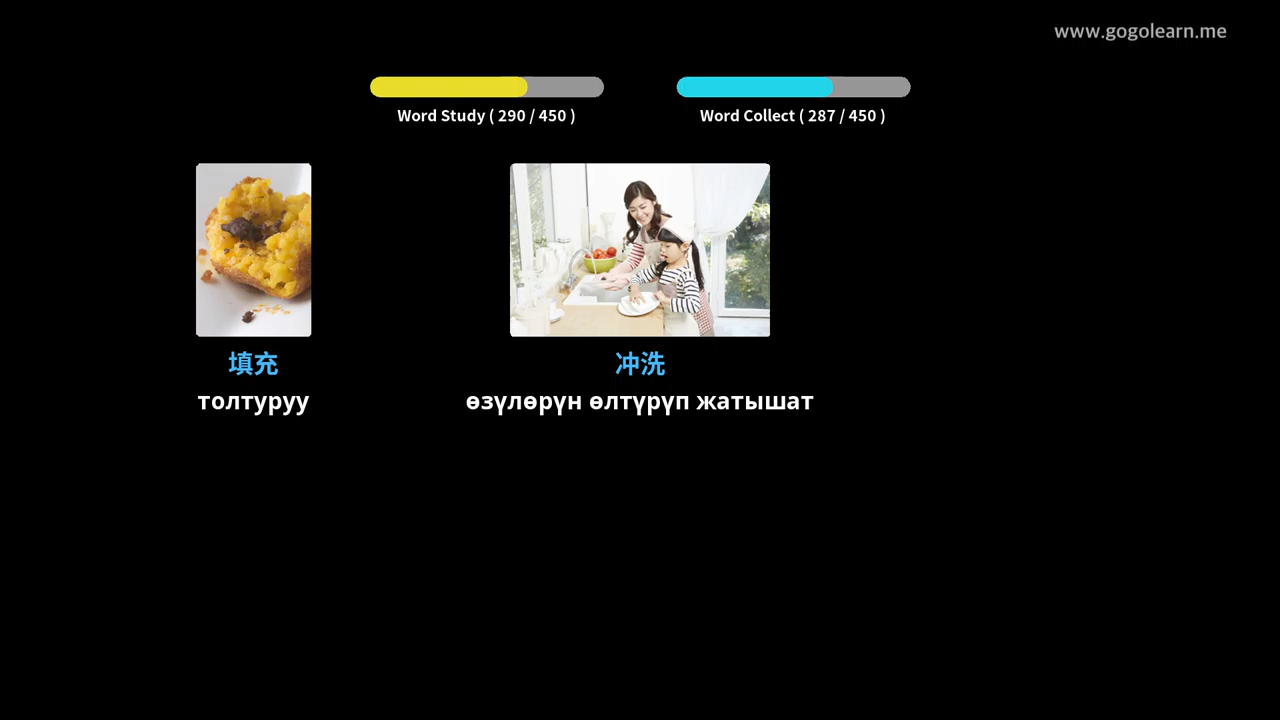 www.gogolearn.me
Word Study ( 290 / 450 )
Word Collect ( 287 / 450 )
填充
толтуруу
冲洗
өзүлөрүн өлтүрүп жатышат